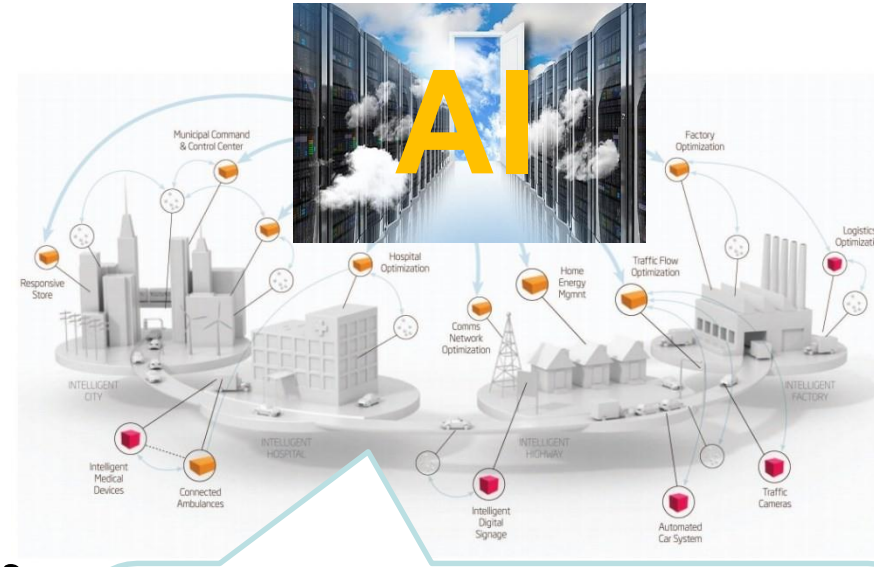 AI
Municipal Command
& Control Center
Factory
Optimization
Logistics
Responsive
Store
Hospital
Optimization
Home
Energy
Mgmnt
Traffic Flow
Optimization
Comms
Network
Optimization
INTELLIGENT
CITY
INTELLIGENT
HOSPITAL
INTELLIGENT
HIGHWAY
INTELLIGENT
FACTORY
Intelligent
Medical
Devices
Connected
Ambulances
Intelligent
Digital
Signage
Automated
Car System
Traffic
Cameras